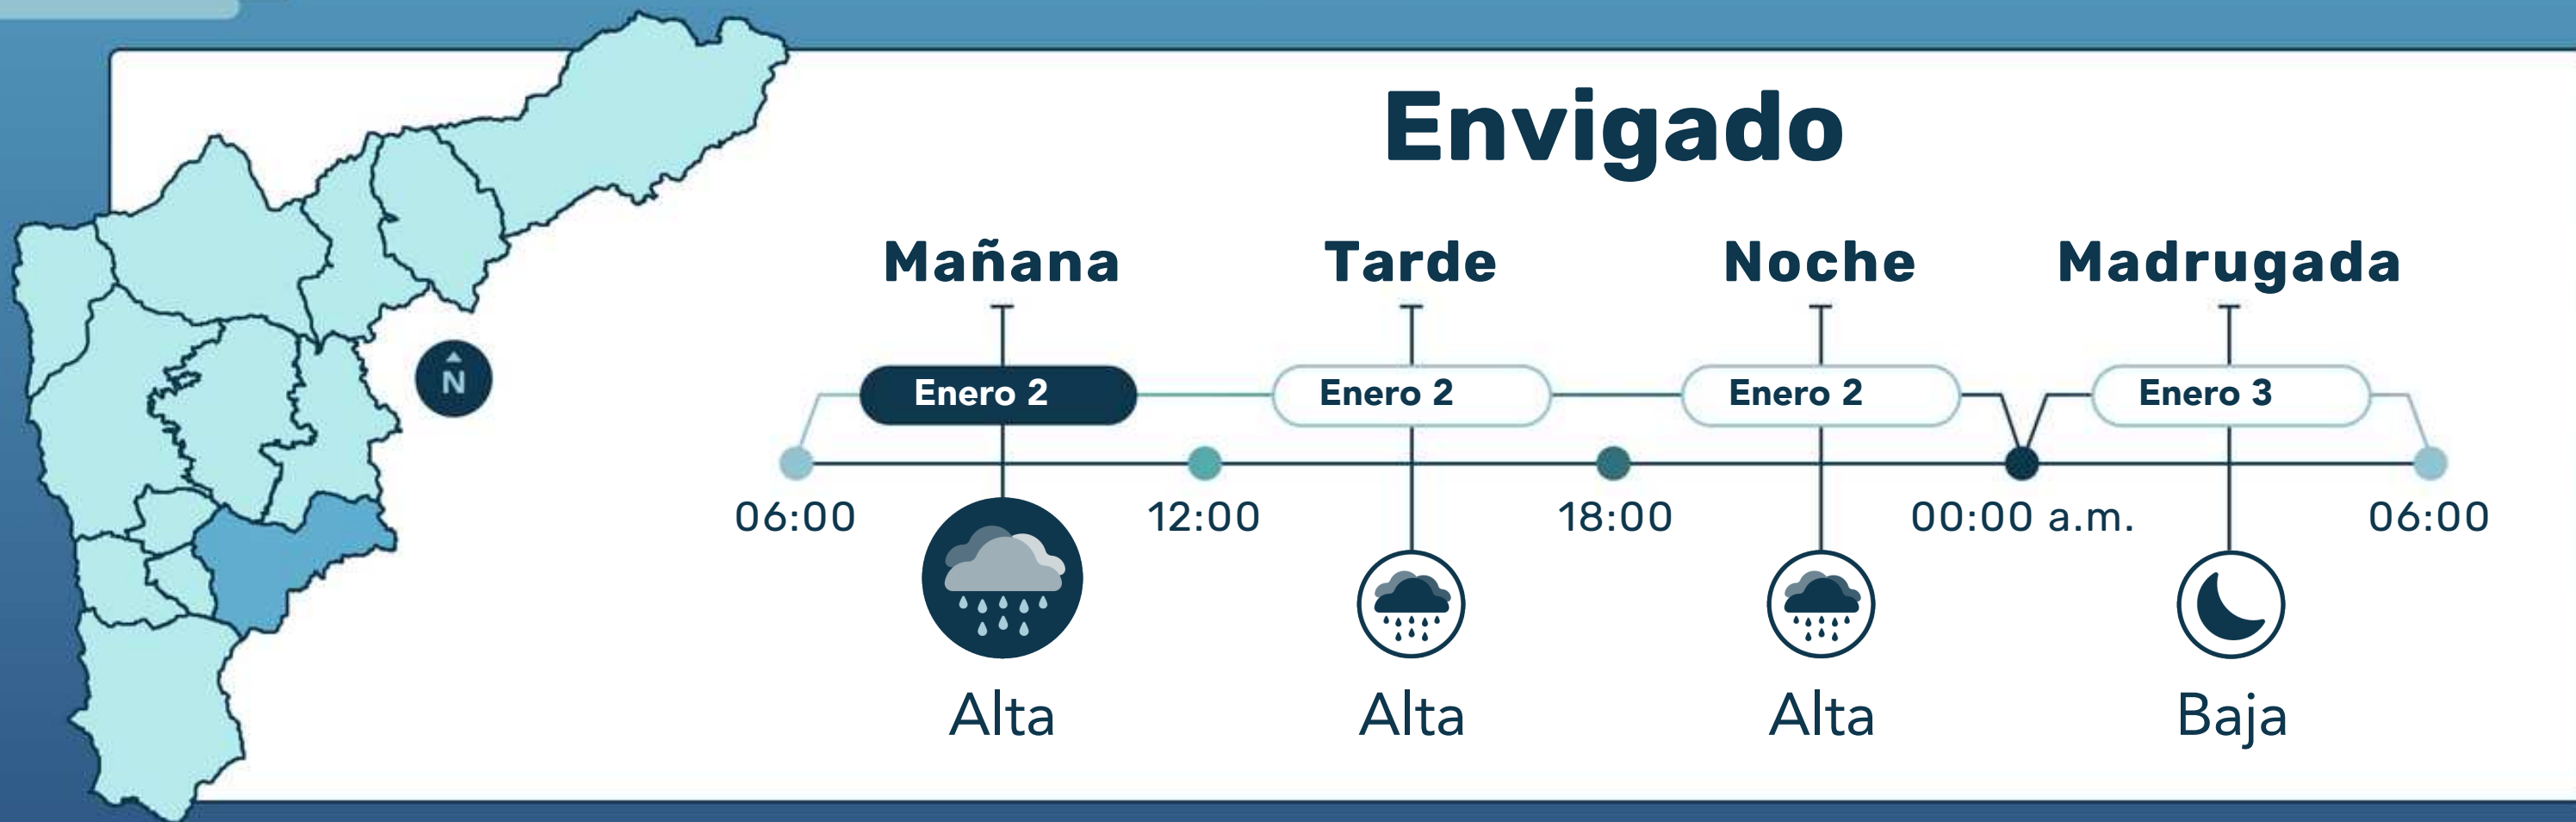 Envigado
Mañana Tarde Noche Madrugada
Enero 2 Enero 2 Enero 2 Enero 3
N
06:00 12:00 18:00 00:00 a.m. 06:00
Alta Alta Alta Baja